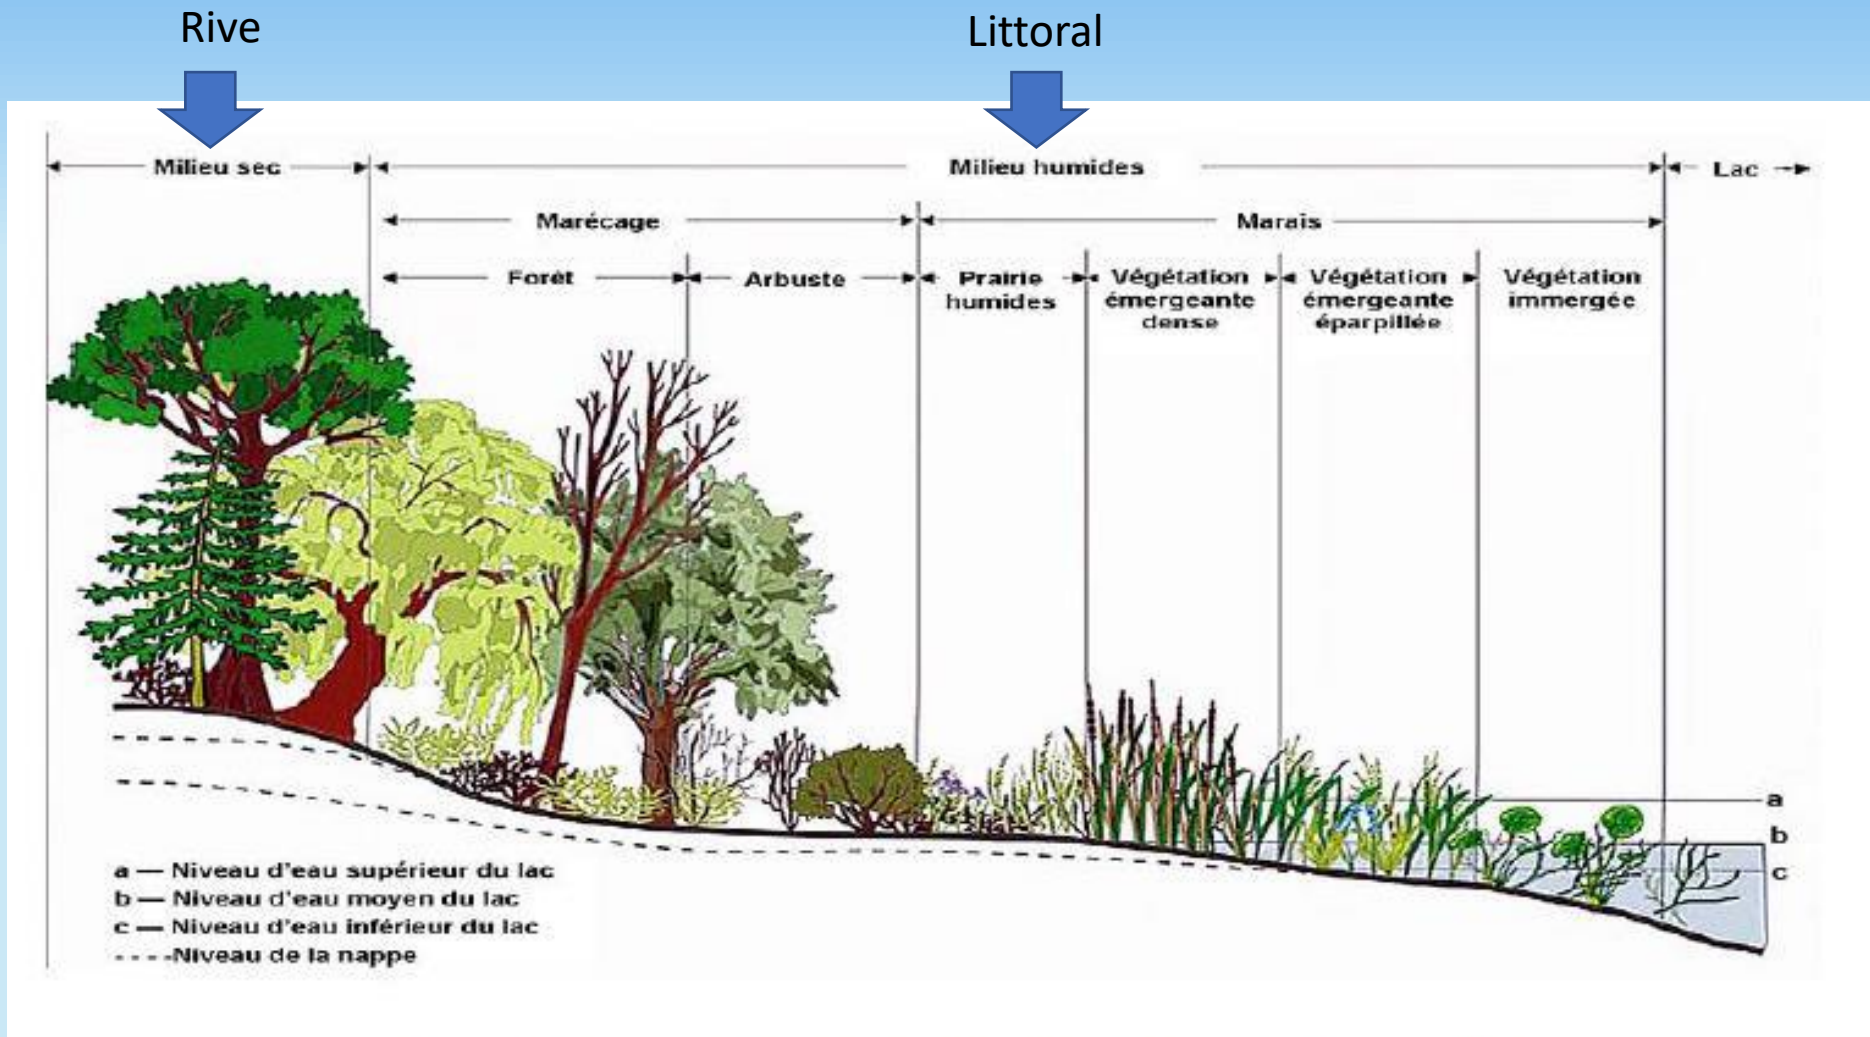 Rive
Littoral
Milieu sec
Milieu humides
Lac
Marécage
Marais
Forêt
Arbuste
Prairie
humides
Végétation
émergeante
dense
Végétation
émergeante
éparpillée
Végétation
immergée
a
b
c
a — Niveau d'eau supérieur du lac
b — Niveau d'eau moyen du lac
c — Niveau d'eau inférieur du lac
----Niveau de la nappe